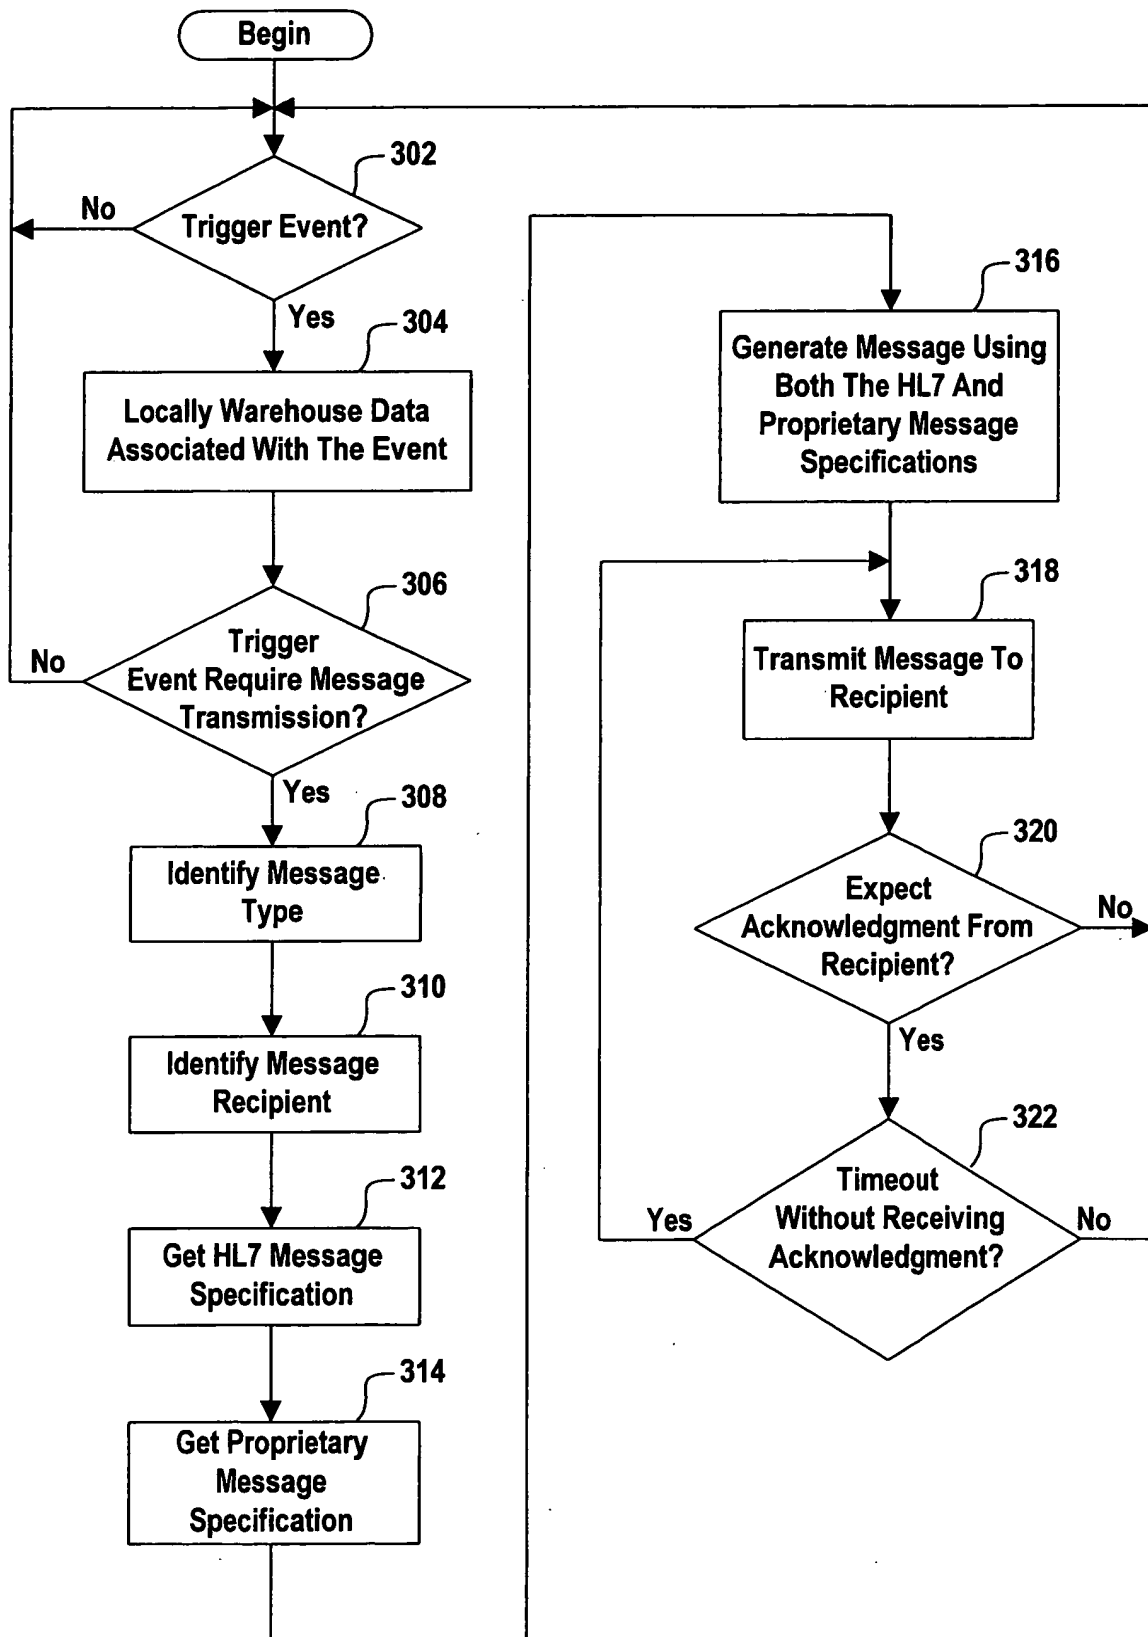 Begin
302
Trigger Event?
No
Yes
304
Locally Warehouse Data
Associated With The Event
306
Trigger
Event Require Message
Transmission?
No
Yes
308
Identify Message
Type
310
Identify Message
Recipient
312
Get HL7 Message
Specification
314
Get Proprietary
Message
Specification
316
Generate Message Using
Both The HL7 And
Proprietary Message
Specifications
318
Transmit Message To
Recipient
320
Expect
Acknowledgment From
Recipient?
No
Yes
322
Timeout
Without Receiving
Acknowledgment?
Yes
No